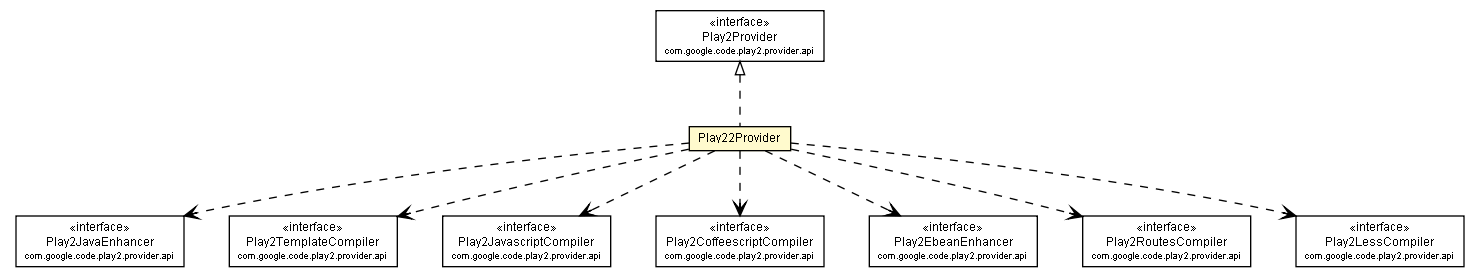 «interface»
Play2Provider
com.google.code.play2.provider.api
Play22Provider
«interface»
Play2JavaEnhancer
com.google.code.play2.provider.api
«interface»
Play2TemplateCompiler
com.google.code.play2.provider.api
«interface»
Play2JavascriptCompiler
com.google.code.play2.provider.api
«interface»
Play2CoffeescriptCompiler
com.google.code.play2.provider.api
«interface»
Play2EbeanEnhancer
com.google.code.play2.provider.api
«interface»
Play2RoutesCompiler
com.google.code.play2.provider.api
«interface»
Play2LessCompiler
com.google.code.play2.provider.api